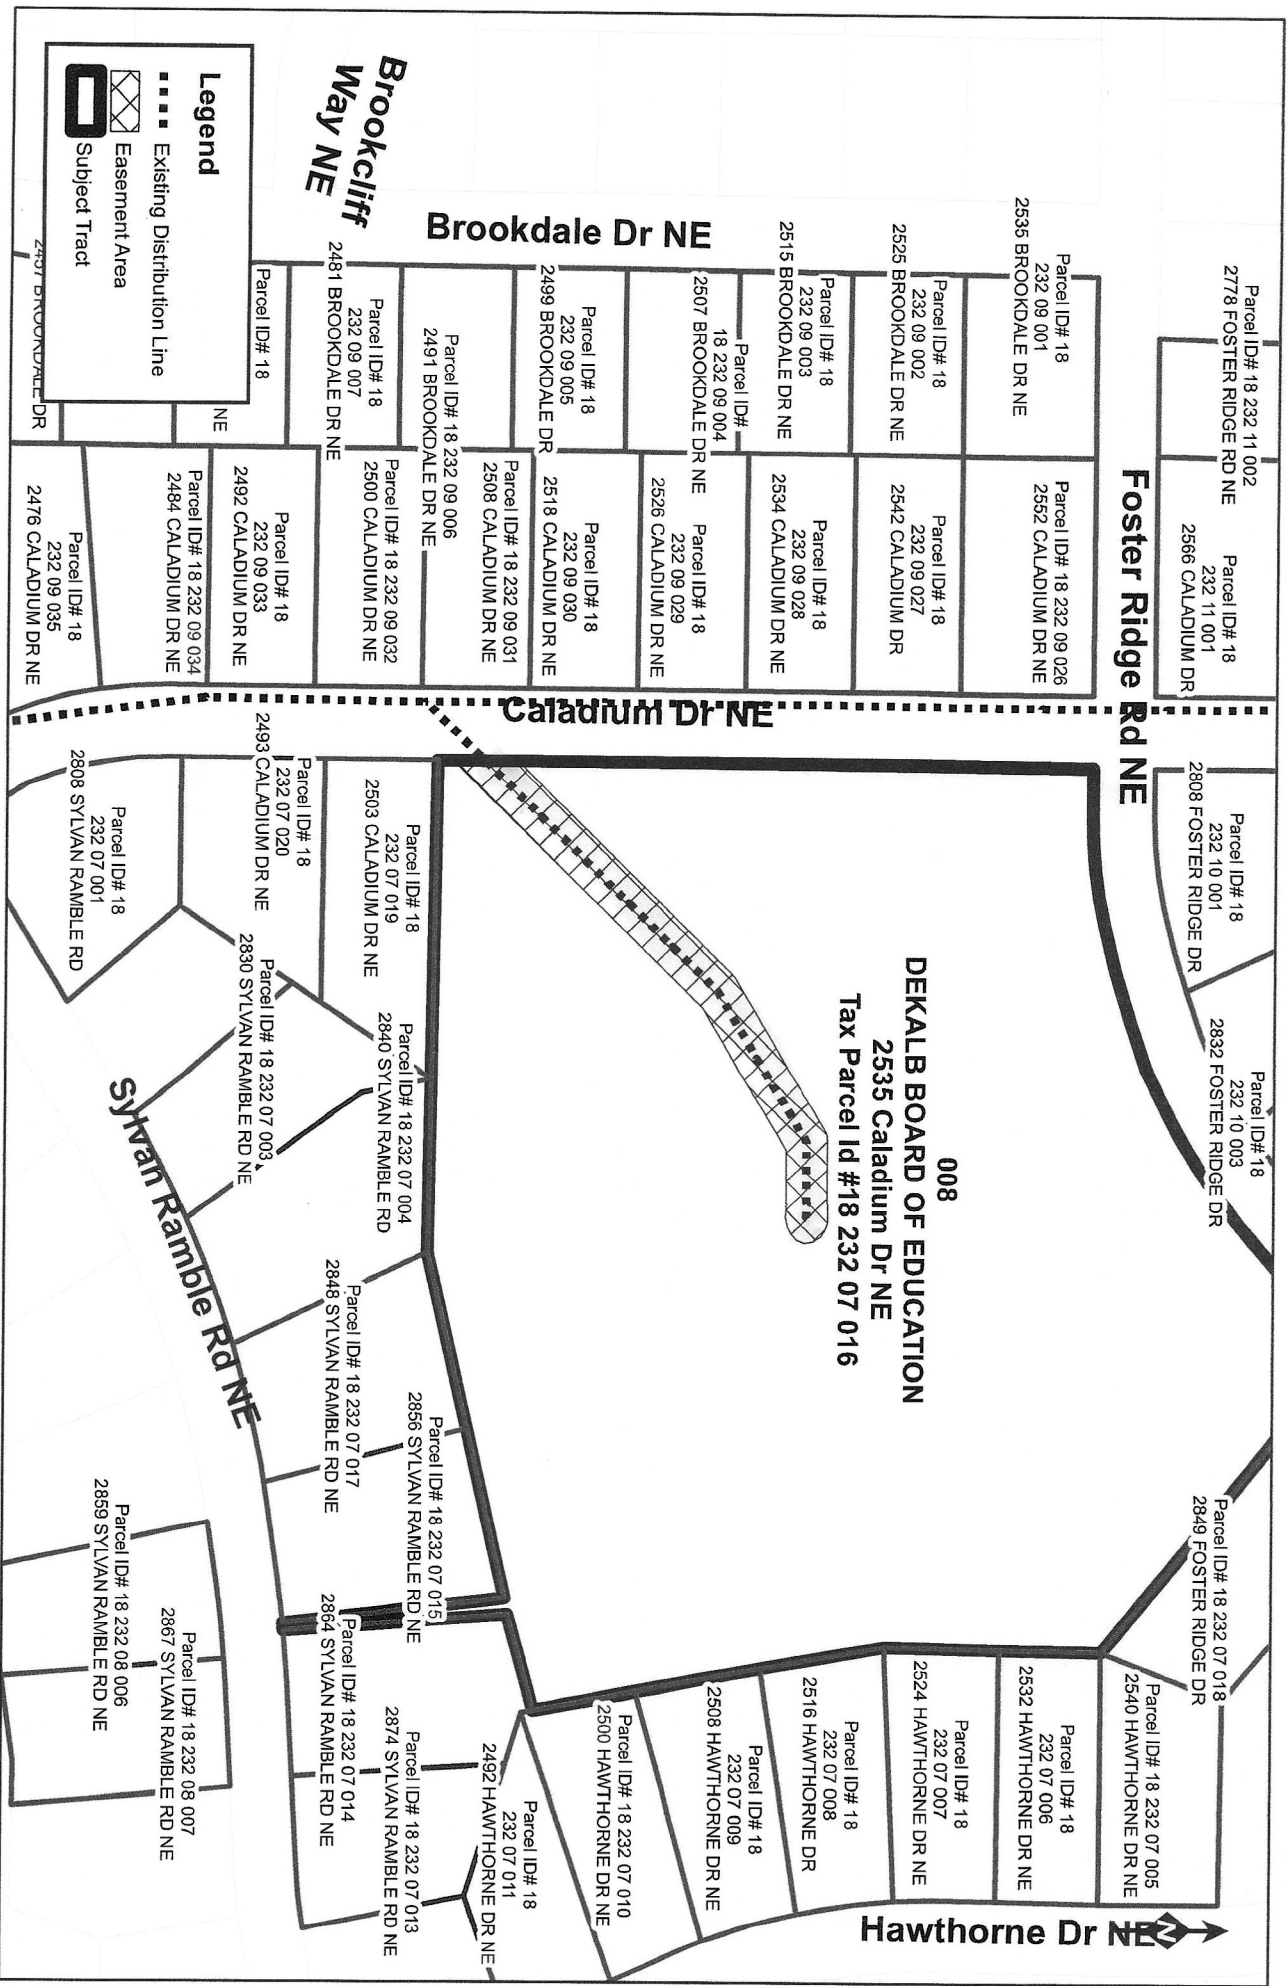 Legend
Existing Distribution Line
Easement Area
Subject Tract
Brookcliff
Way NE
Brookdale Dr NE
Foster Ridge Rd NE
Caladium Dr NE
Sylvan Ramble Rd NE
Hawthorne Dr NE
N
008
DEKALB BOARD OF EDUCATION
2535 Caladium Dr NE
Tax Parcel Id #18 232 07 016
Parcel ID# 18 232 11 002
2778 FOSTER RIDGE RD NE
Parcel ID# 18
232 11 001
2566 CALADIUM DR
Parcel ID# 18
232 10 001
2808 FOSTER RIDGE DR
Parcel ID# 18
232 10 003
2832 FOSTER RIDGE DR
Parcel ID# 18 232 07 018
2849 FOSTER RIDGE DR
Parcel ID# 18
232 09 001
2535 BROOKDALE DR NE
Parcel ID# 18
232 09 002
2525 BROOKDALE DR NE
Parcel ID# 18
232 09 003
2515 BROOKDALE DR NE
Parcel ID#
18 232 09 004
2507 BROOKDALE DR NE
Parcel ID# 18
232 09 005
2499 BROOKDALE DR
Parcel ID# 18 232 09 006
2491 BROOKDALE DR NE
Parcel ID# 18
232 09 007
2481 BROOKDALE DR NE
Parcel ID# 18
NE
2457 BROOKDALE DR
Parcel ID# 18 232 09 026
2552 CALADIUM DR NE
Parcel ID# 18
232 09 027
2542 CALADIUM DR
Parcel ID# 18
232 09 028
2534 CALADIUM DR NE
Parcel ID# 18
232 09 029
2526 CALADIUM DR NE
Parcel ID# 18
232 09 030
2518 CALADIUM DR NE
Parcel ID# 18 232 09 031
2508 CALADIUM DR NE
Parcel ID# 18 232 09 032
2500 CALADIUM DR NE
Parcel ID# 18
232 09 033
2492 CALADIUM DR NE
Parcel ID# 18 232 09 034
2484 CALADIUM DR NE
Parcel ID# 18
232 09 035
2476 CALADIUM DR NE
Parcel ID# 18
232 07 019
2503 CALADIUM DR NE
Parcel ID# 18
232 07 020
2493 CALADIUM DR NE
Parcel ID# 18
232 07 001
2808 SYLVAN RAMBLE RD
Parcel ID# 18 232 07 003
2830 SYLVAN RAMBLE RD NE
Parcel ID# 18 232 07 004
2840 SYLVAN RAMBLE RD
Parcel ID# 18 232 07 017
2848 SYLVAN RAMBLE RD NE
Parcel ID# 18 232 07 015
2856 SYLVAN RAMBLE RD NE
Parcel ID# 18 232 07 014
2864 SYLVAN RAMBLE RD NE
Parcel ID# 18 232 07 013
2874 SYLVAN RAMBLE RD NE
Parcel ID# 18 232 08 006
2859 SYLVAN RAMBLE RD NE
Parcel ID# 18 232 08 007
2867 SYLVAN RAMBLE RD NE
Parcel ID# 18 232 07 005
2540 HAWTHORNE DR NE
Parcel ID# 18
232 07 006
2532 HAWTHORNE DR NE
Parcel ID# 18
232 07 007
2524 HAWTHORNE DR NE
Parcel ID# 18
232 07 008
2516 HAWTHORNE DR
Parcel ID# 18
232 07 009
2508 HAWTHORNE DR NE
Parcel ID# 18 232 07 010
2500 HAWTHORNE DR NE
Parcel ID# 18
232 07 011
2492 HAWTHORNE DR NE